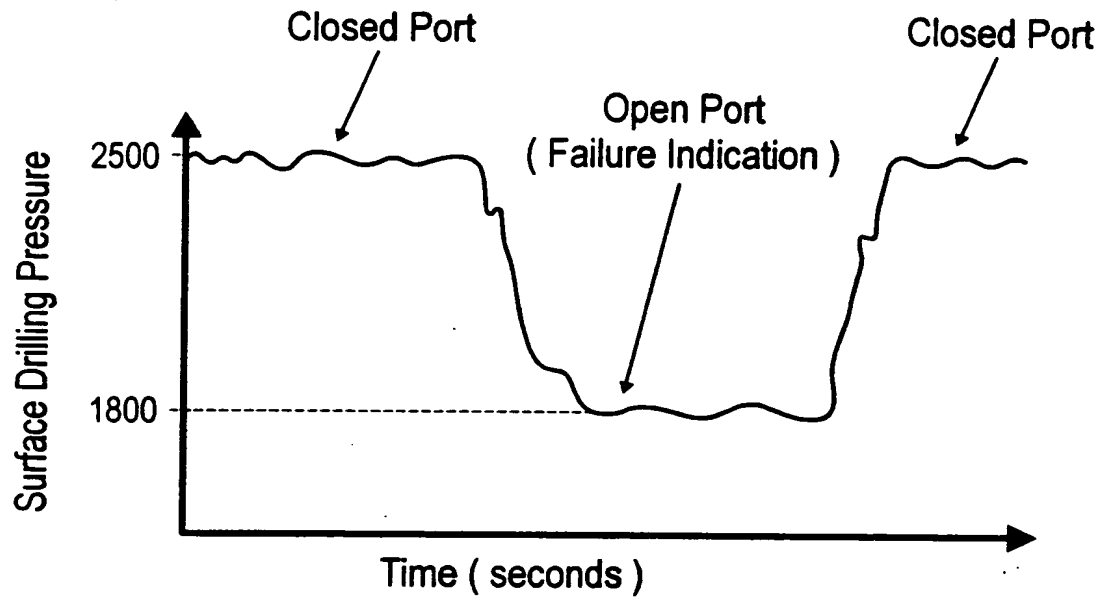 Closed Port
Closed Port
Open Port
( Failure Indication )
2500
1800
Surface Drilling Pressure
Time ( seconds )